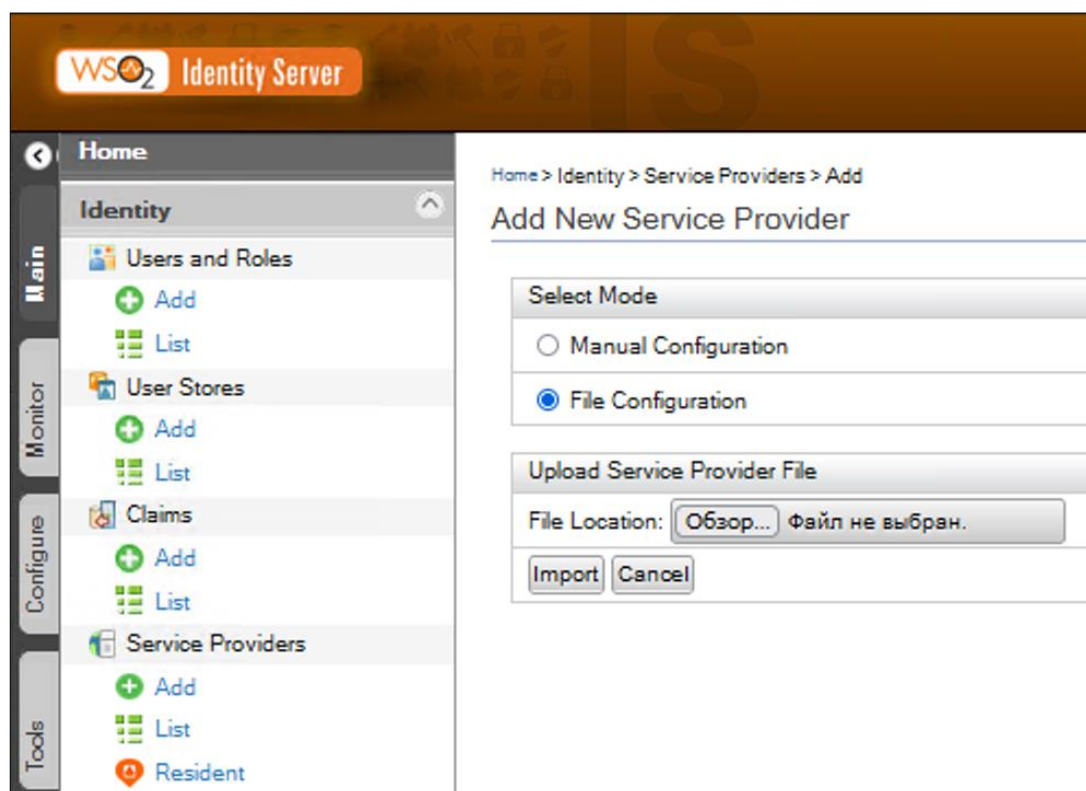 WSO2 Identity Server
IS
Main
Monitor
Configure
Tools
Home
Identity
Users and Roles
Add
List
User Stores
Add
List
Claims
Add
List
Service Providers
Add
List
Resident
Home > Identity > Service Providers > Add
Add New Service Provider
Select Mode
Manual Configuration
File Configuration
Upload Service Provider File
File Location: Обзор... Файл не выбран.
Import Cancel